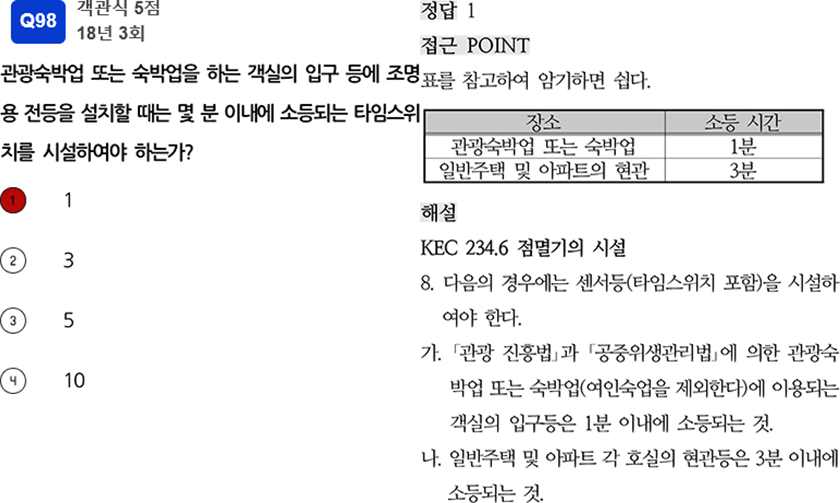 Q98
객관식 5점
18년 3회
관광숙박업 또는 숙박업을 하는 객실의 입구 등에 조명
용 전등을 설치할 때는 몇 분 이내에 소등되는 타임스위
치를 시설하여야 하는가?
1 1
2 3
3 5
4 10
정답 1
접근 POINT
표를 참고하여 암기하면 쉽다.
장소 소등 시간
관광숙박업 또는 숙박업 1분
일반주택 및 아파트의 현관 3분
해설
KEC 234.6 점멸기의 시설
8. 다음의 경우에는 센서등(타임스위치 포함)을 시설하
여야 한다.
가. 「관광 진흥법」과 「공중위생관리법」에 의한 관광숙
박업 또는 숙박업(여인숙업을 제외한다)에 이용되는
객실의 입구등은 1분 이내에 소등되는 것.
나. 일반주택 및 아파트 각 호실의 현관등은 3분 이내에
소등되는 것.